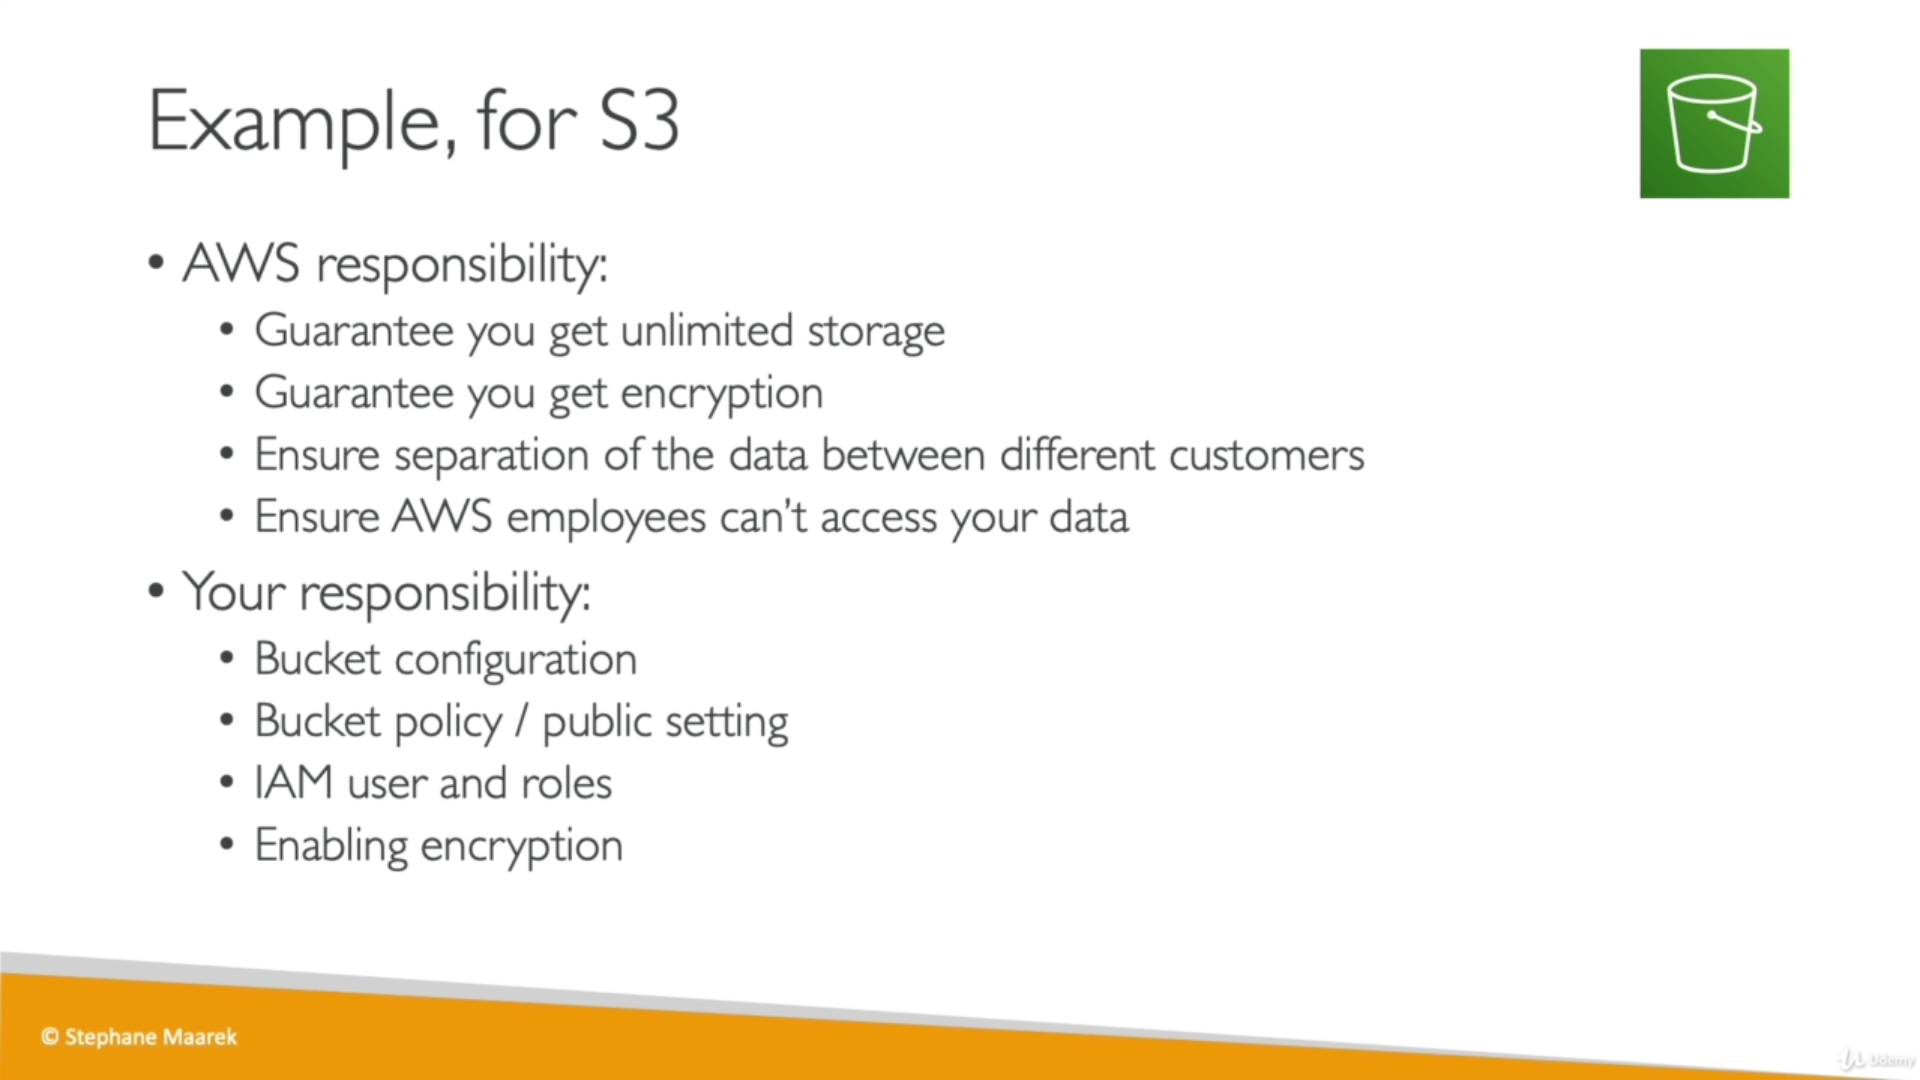 Example, for S3
• AWS responsibility:
• Guarantee you get unlimited storage
• Guarantee you get encryption
• Ensure separation of the data between different customers
• Ensure AWS employees can’t access your data
• Your responsibility:
• Bucket configuration
• Bucket policy / public setting
• IAM user and roles
• Enabling encryption
© Stephane Maarek
Udemy